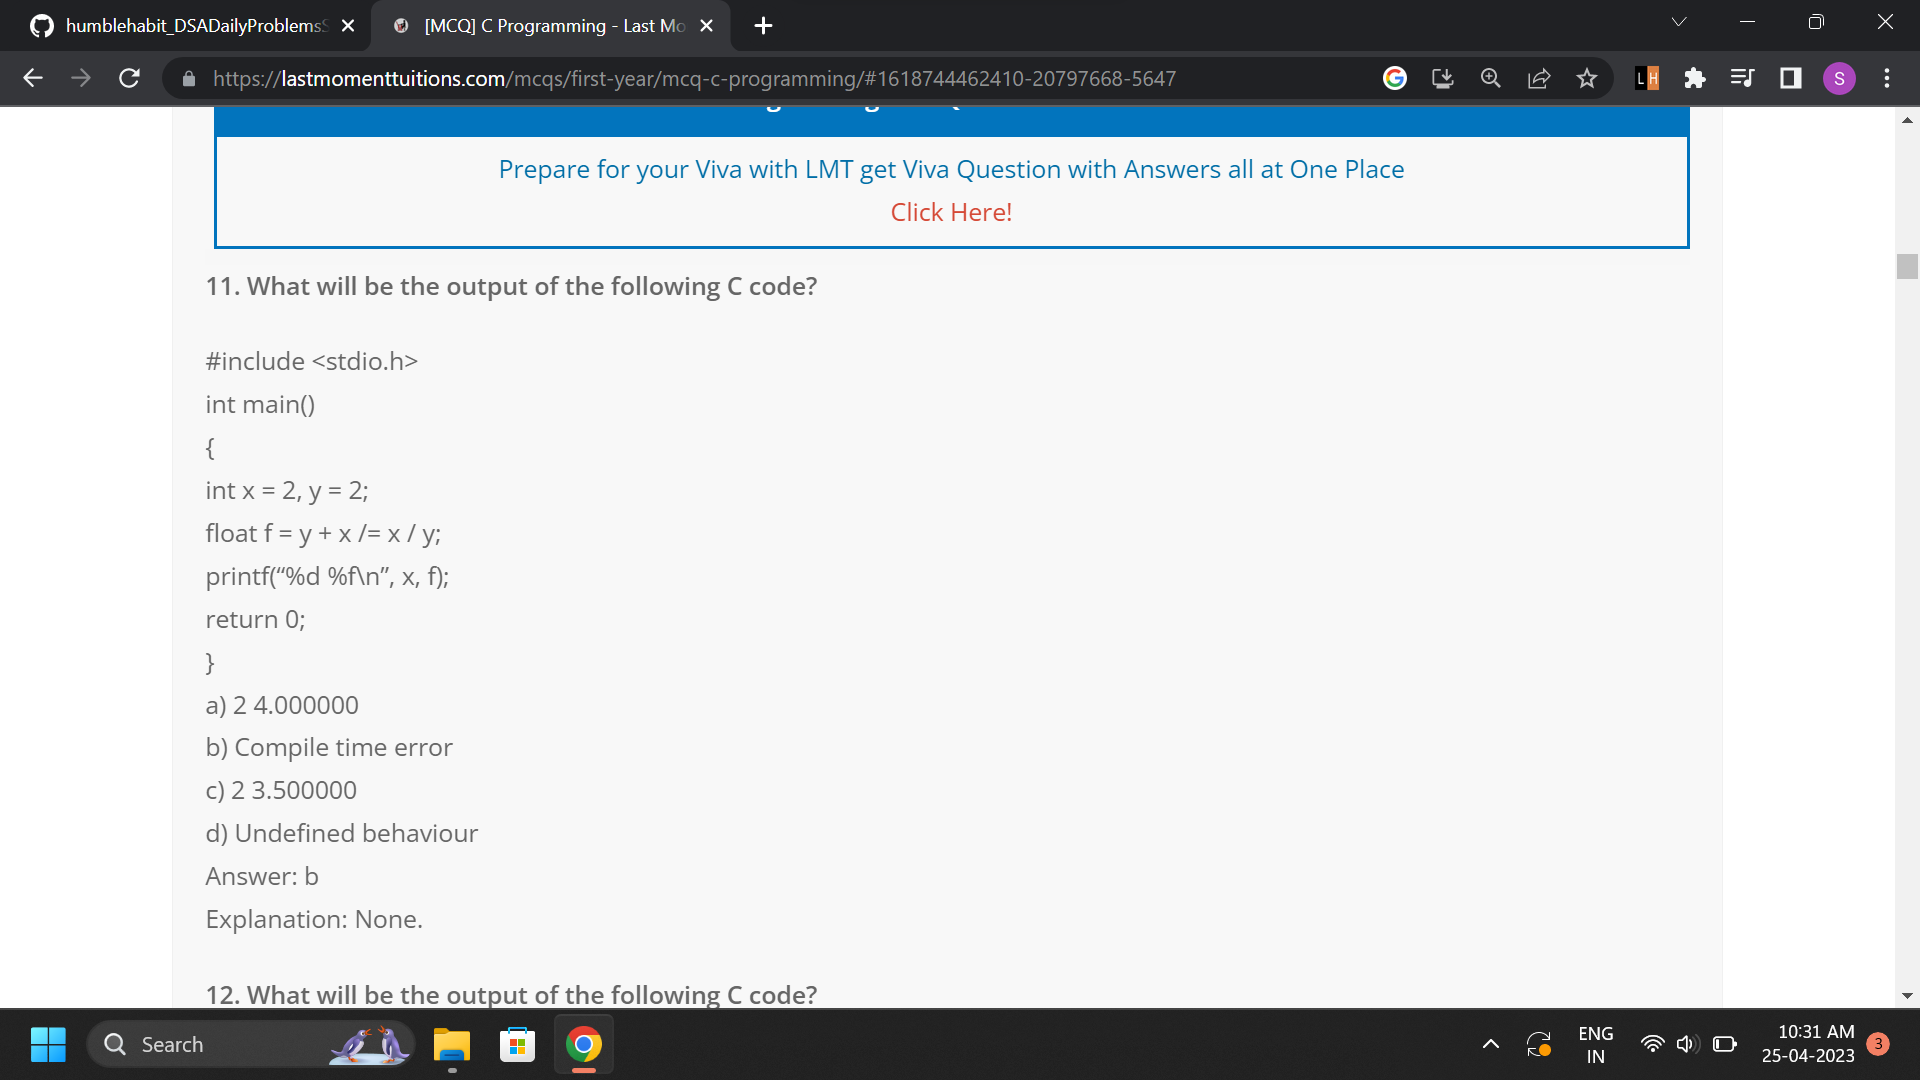 humblehabit_DSADailyProblemsS
[MCQ] C Programming - Last Mo
https://lastmomenttuitions.com/mcqs/first-year/mcq-c-programming/#1618744462410-20797668-5647
LH
S
Prepare for your Viva with LMT get Viva Question with Answers all at One Place
Click Here!
11. What will be the output of the following C code?
#include <stdio.h>
int main()
{
int x = 2, y = 2;
float f = y + x /= x / y;
printf(“%d %f\n”, x, f);
return 0;
}
a) 2 4.000000
b) Compile time error
c) 2 3.500000
d) Undefined behaviour
Answer: b
Explanation: None.
12. What will be the output of the following C code?
Search
ENG
IN
10:31 AM
25-04-2023
3